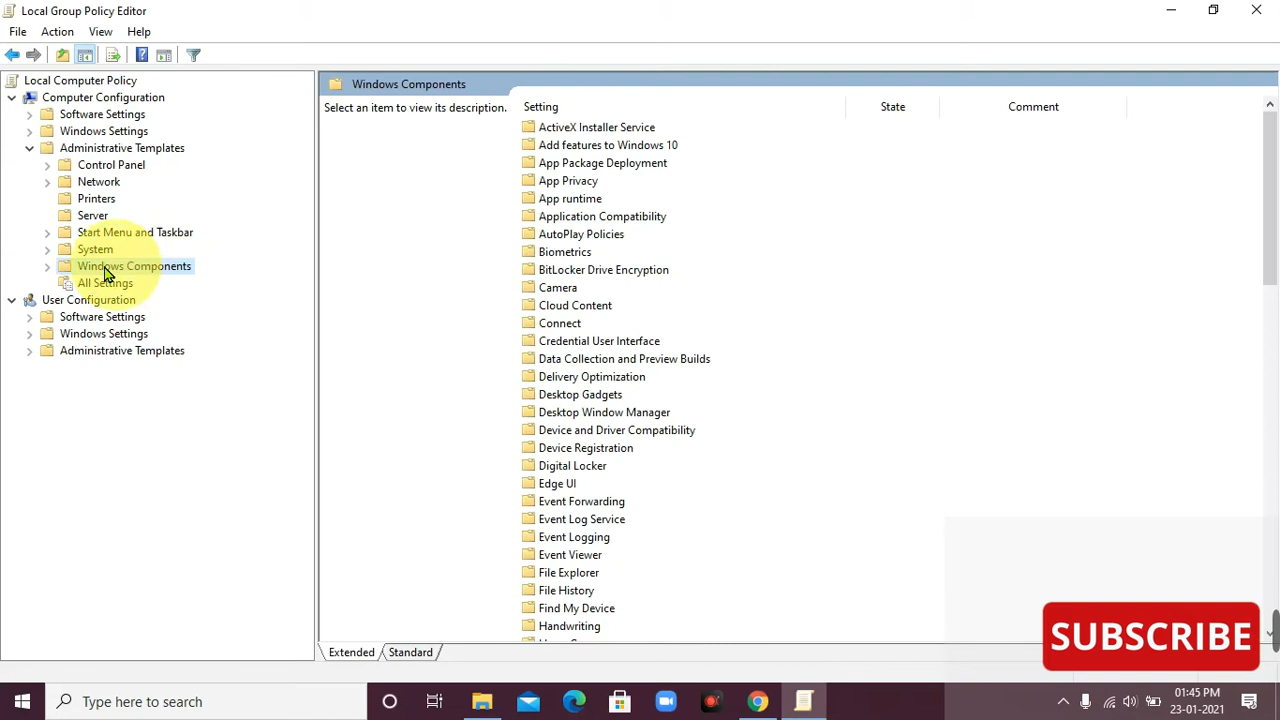 Local Group Policy Editor
File Action View Help
Local Computer Policy
Computer Configuration
Software Settings
Windows Settings
Administrative Templates
Control Panel
Network
Printers
Server
Start Menu and Taskbar
System
Windows Components
All Settings
User Configuration
Software Settings
Windows Settings
Administrative Templates
Windows Components
Select an item to view its description.
Setting State Comment
ActiveX Installer Service
Add features to Windows 10
App Package Deployment
App Privacy
App runtime
Application Compatibility
AutoPlay Policies
Biometrics
BitLocker Drive Encryption
Camera
Cloud Content
Connect
Credential User Interface
Data Collection and Preview Builds
Delivery Optimization
Desktop Gadgets
Desktop Window Manager
Device and Driver Compatibility
Device Registration
Digital Locker
Edge UI
Event Forwarding
Event Log Service
Event Logging
Event Viewer
File Explorer
File History
Find My Device
Handwriting
Extended Standard
SUBSCRIBE
Type here to search
01:45 PM
23-01-2021